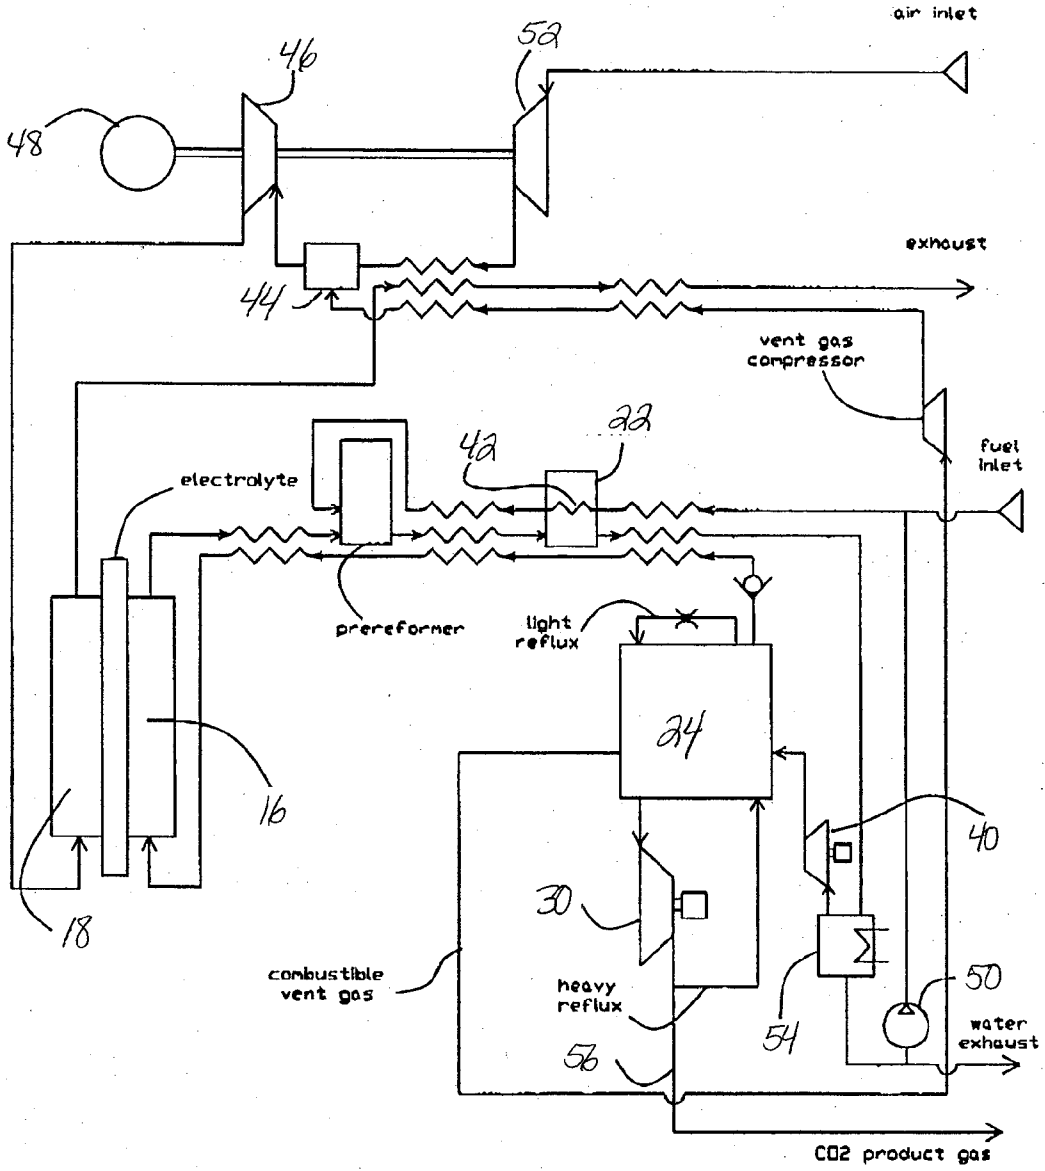 air inlet
52
46
48
exhaust
44
vent gas
compressor
22
42
fuel
inlet
electrolyte
prereformer
light
reflux
24
16
40
30
18
combustible
vent gas
heavy
reflux
50
54
water
exhaust
56
CO2 product gas